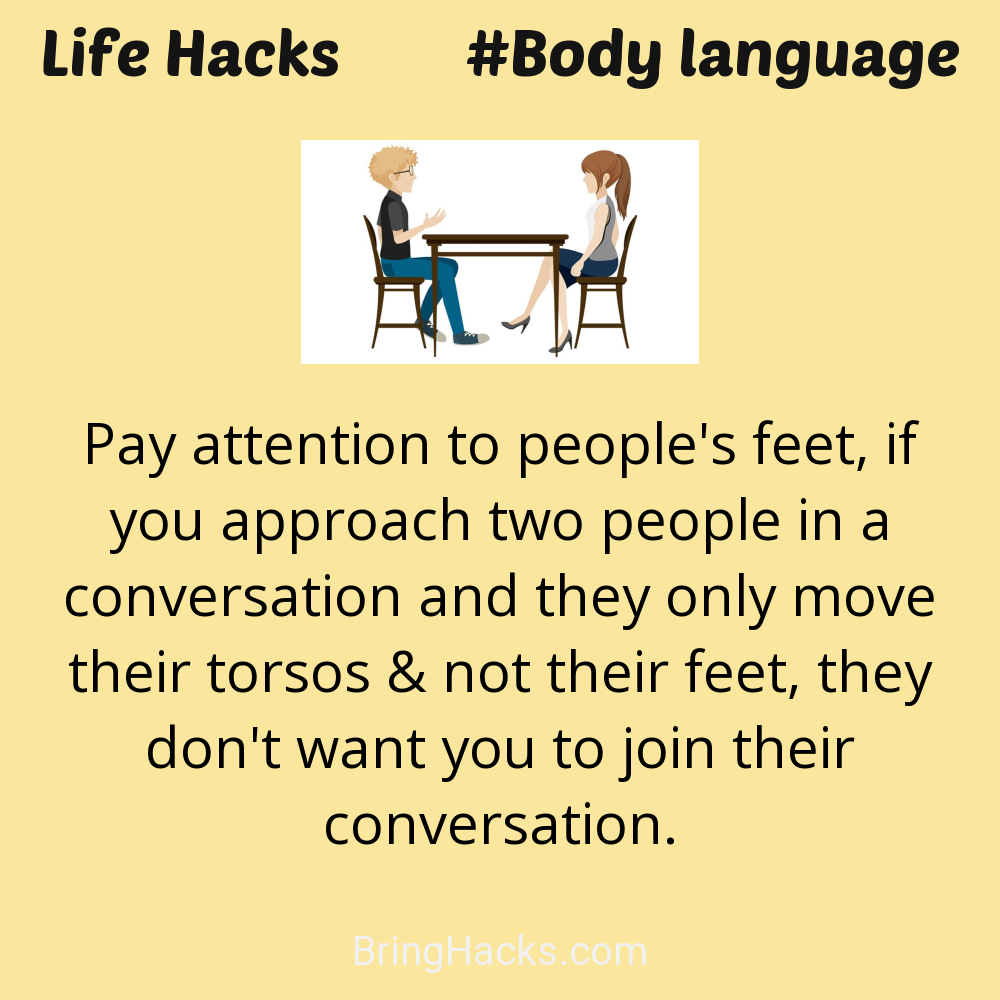 Life Hacks #Body language
Pay attention to people's feet, if
you approach two people in a
conversation and they only move
their torsos & not their feet, they
don't want you to join their
conversation.
BringHacks.com